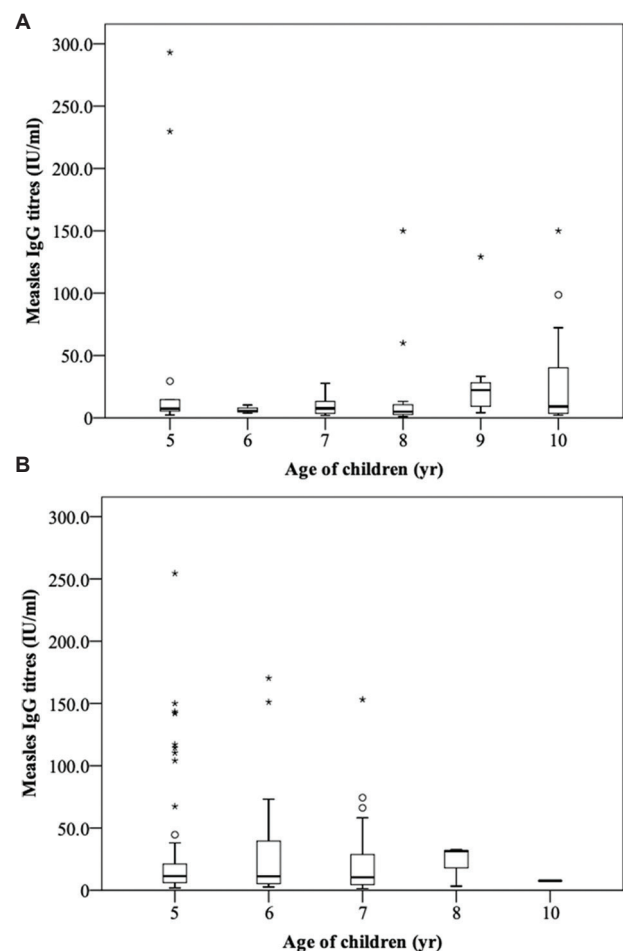 A
300.0
250.0
200.0
150.0
100.0
50.0
0
Measles IgG titres (IU/ml)
5 6 7 8 9 10
Age of children (yr)
B
300.0
250.0
200.0
150.0
100.0
50.0
0
Measles IgG titres (IU/ml)
5 6 7 8 10
Age of children (yr)